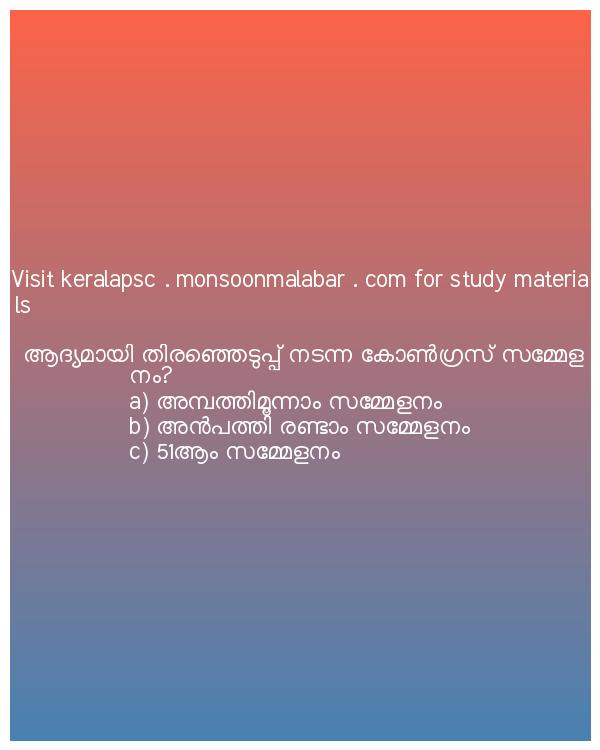 Visit keralapsc . monsoonmalabar . com for study materia
ls
ആദ്യമായി തിരഞ്ഞെടുപ്പ് നടന്ന കോൺഗ്രസ് സമ്മേള
നം?
a) അമ്പത്തിമൂന്നാം സമ്മേളനം
b) അൻപത്തി രണ്ടാം സമ്മേളനം
c) 51ആം സമ്മേളനം